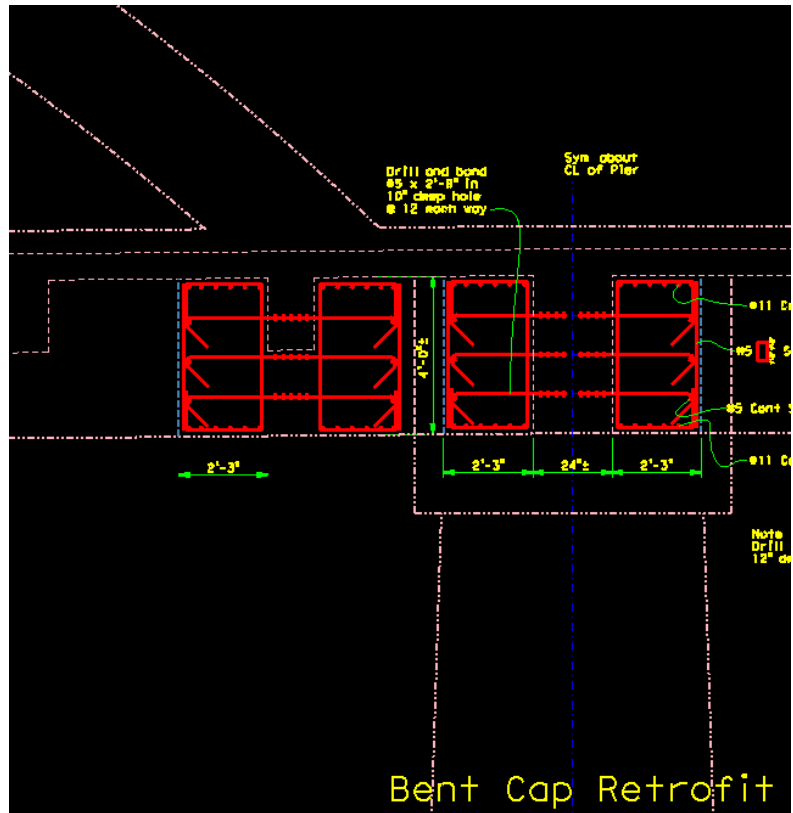 Drill and bond
#5 x 2'-8" in
10" deep hole
@ 12 each way
Sym about
CL of Pier
#11
#5
4'-0"±
#5 Cont
2'-3"
2'-3"
24"±
2'-3"
#11
Note
Drill
12"
Bent Cap Retrofit